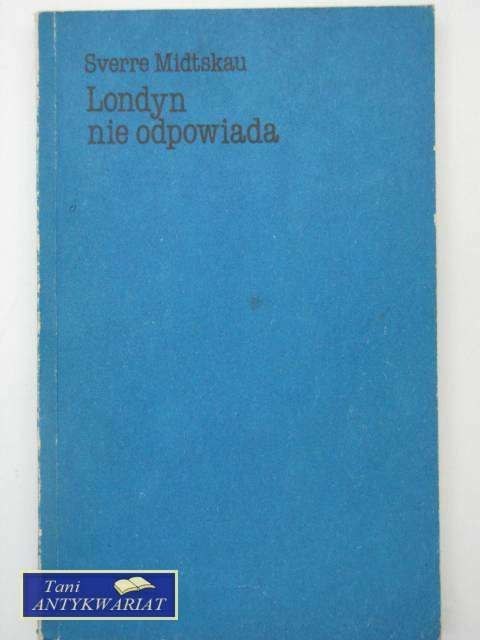 Sverre Midtskau
Londyn
nie odpowiada
Tani
ANTYKWARIAT